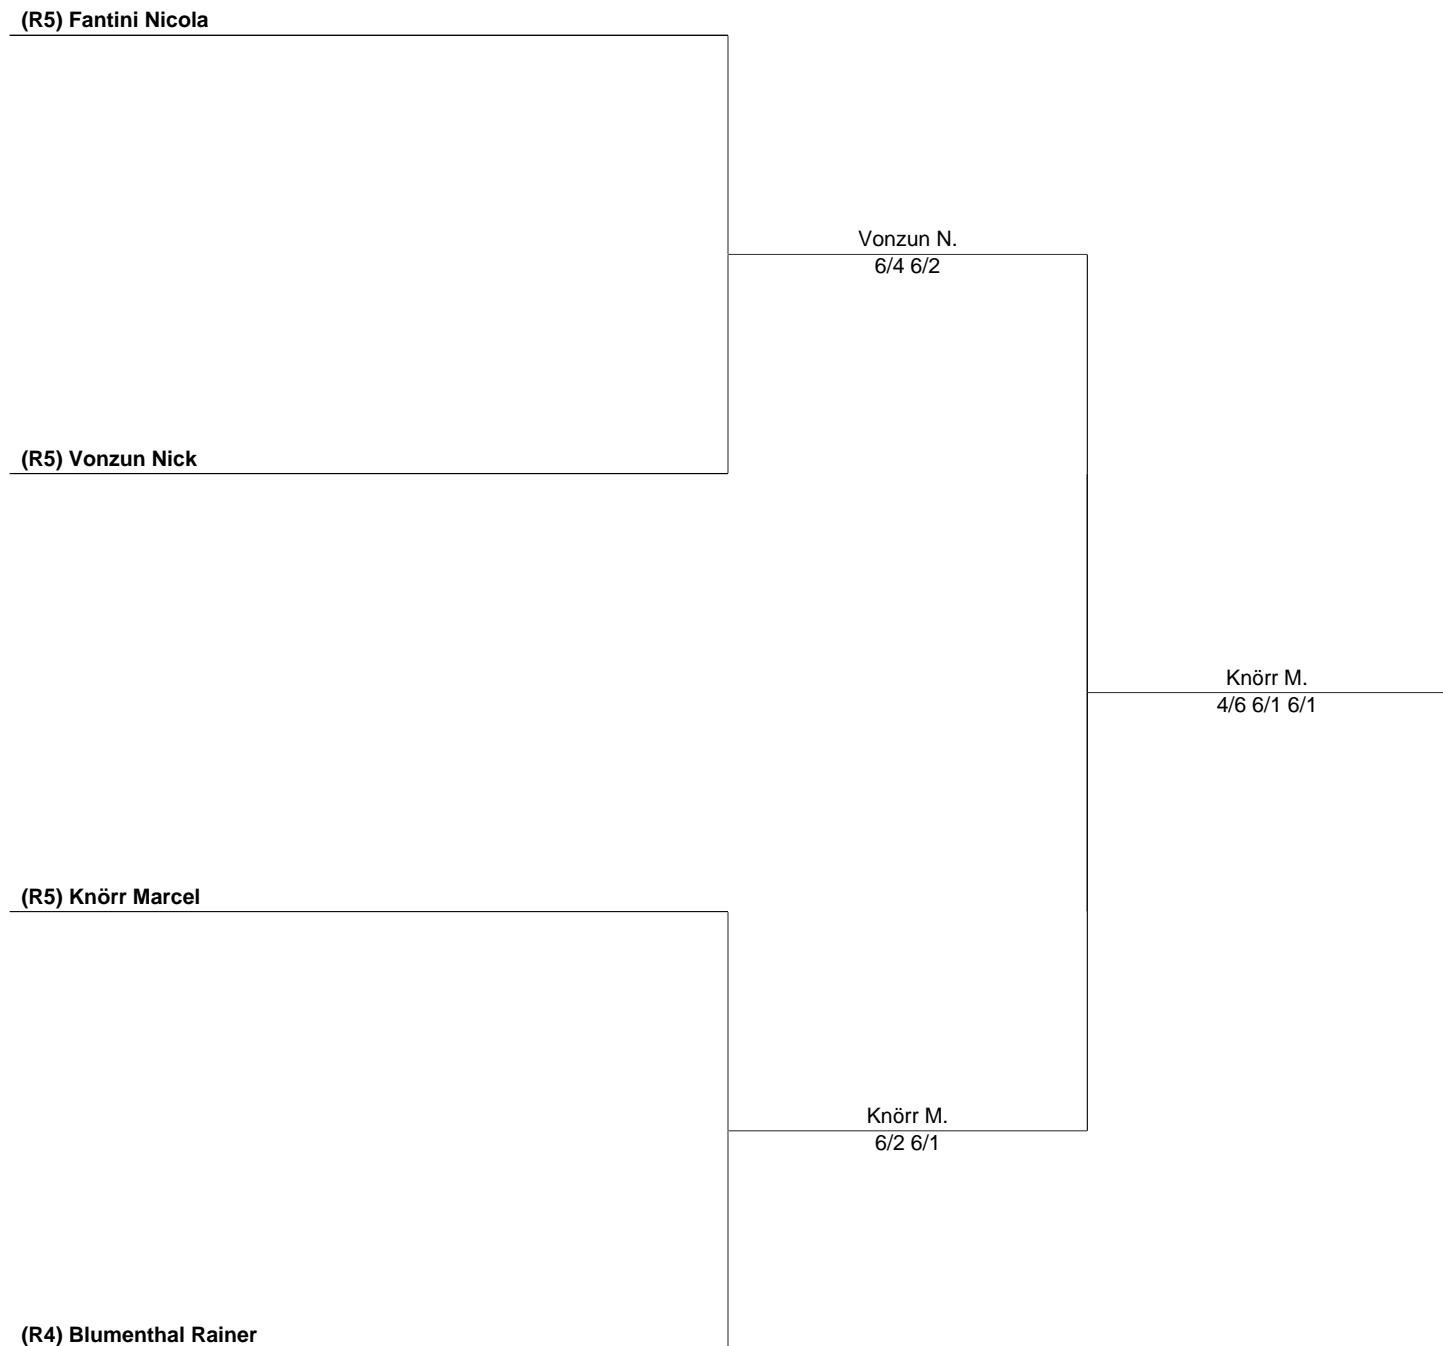 (R5) Fantini Nicola
Vonzun N.
6/4 6/2
(R5) Vonzun Nick
Knörr M.
4/6 6/1 6/1
(R5) Knörr Marcel
Knörr M.
6/2 6/1
(R4) Blumenthal Rainer